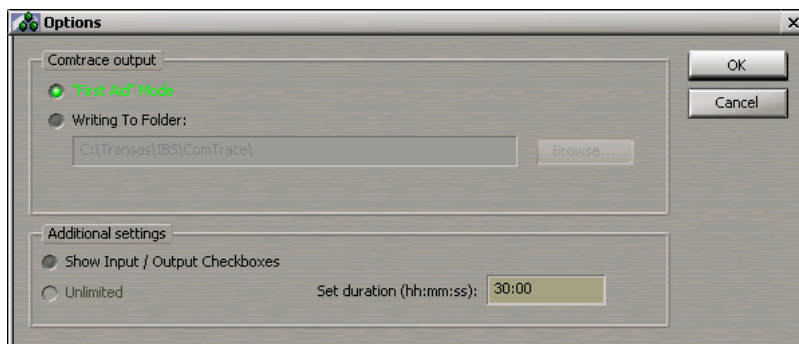 Options
Comtrace output
"First Aid" Mode
Writing To Folder:
C:\Transas\IBS\ComTrace\
Browse...
OK
Cancel
Additional settings
Show Input / Output Checkboxes
Unlimited
Set duration (hh:mm:ss): 30:00